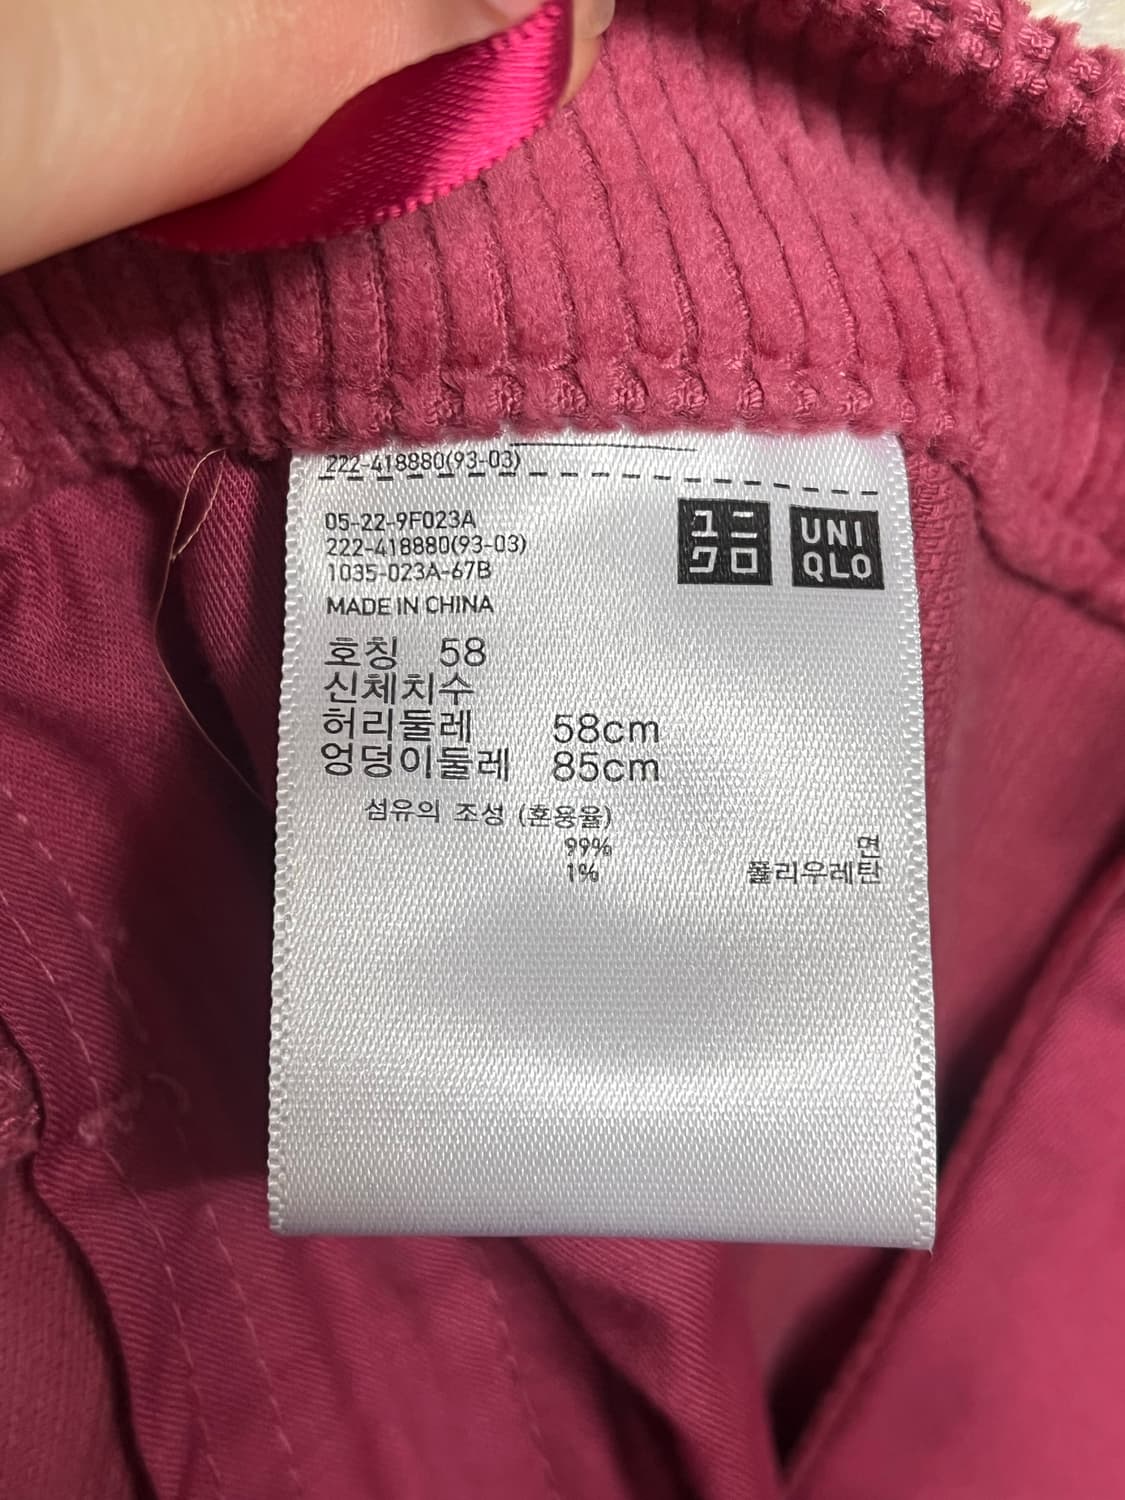 222-418880(93-03)
05-22-9F023A
222-418880(93-03)
1035-023A-67B
MADE IN CHINA
ユニ
クロ
UNI
QLO
호칭 58
신체치수
허리둘레 58cm
엉덩이둘레 85cm
섬유의 조성 (혼용율)
99% 면
1% 폴리우레탄